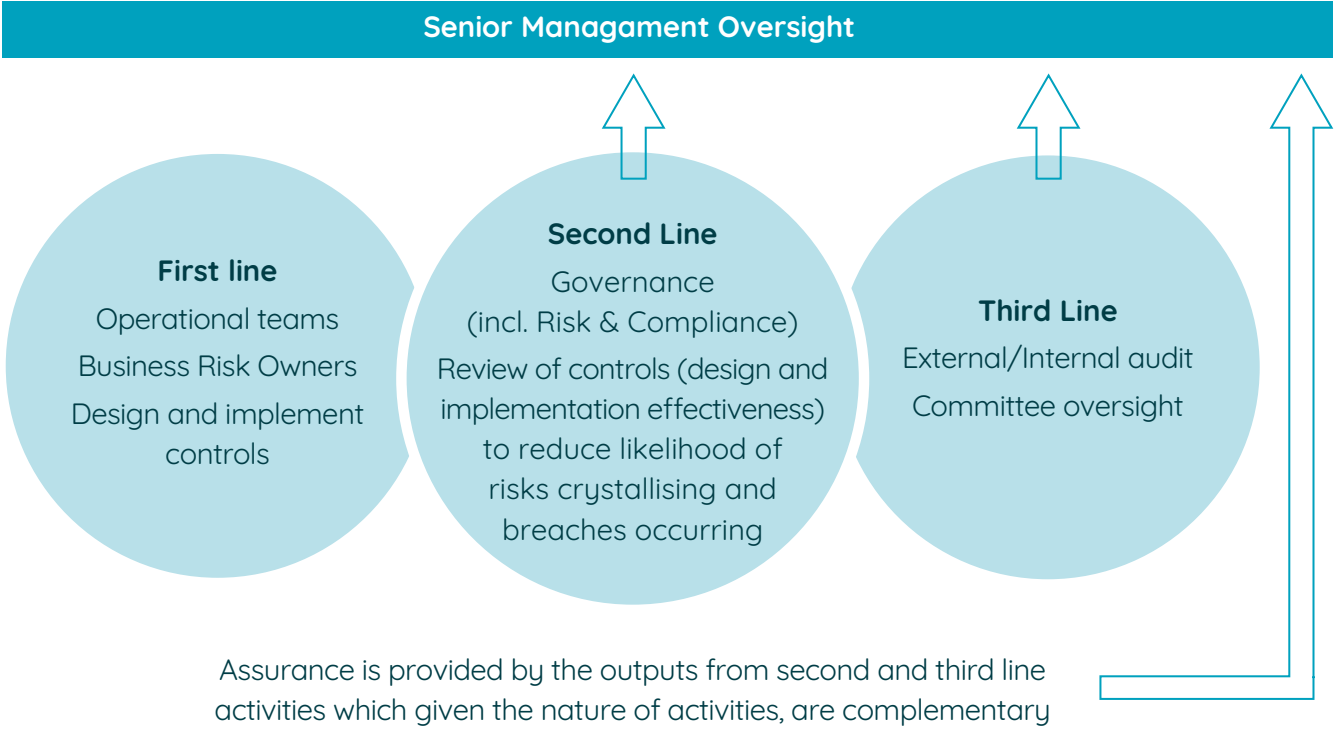 Senior Managament Oversight
First line
Operational teams
Business Risk Owners
Design and implement
controls
Second Line
Governance
(incl. Risk & Compliance)
Review of controls (design and
implementation effectiveness)
to reduce likelihood of
risks crystallising and
breaches occurring
Third Line
External/Internal audit
Committee oversight
Assurance is provided by the outputs from second and third line
activities which given the nature of activities, are complementary